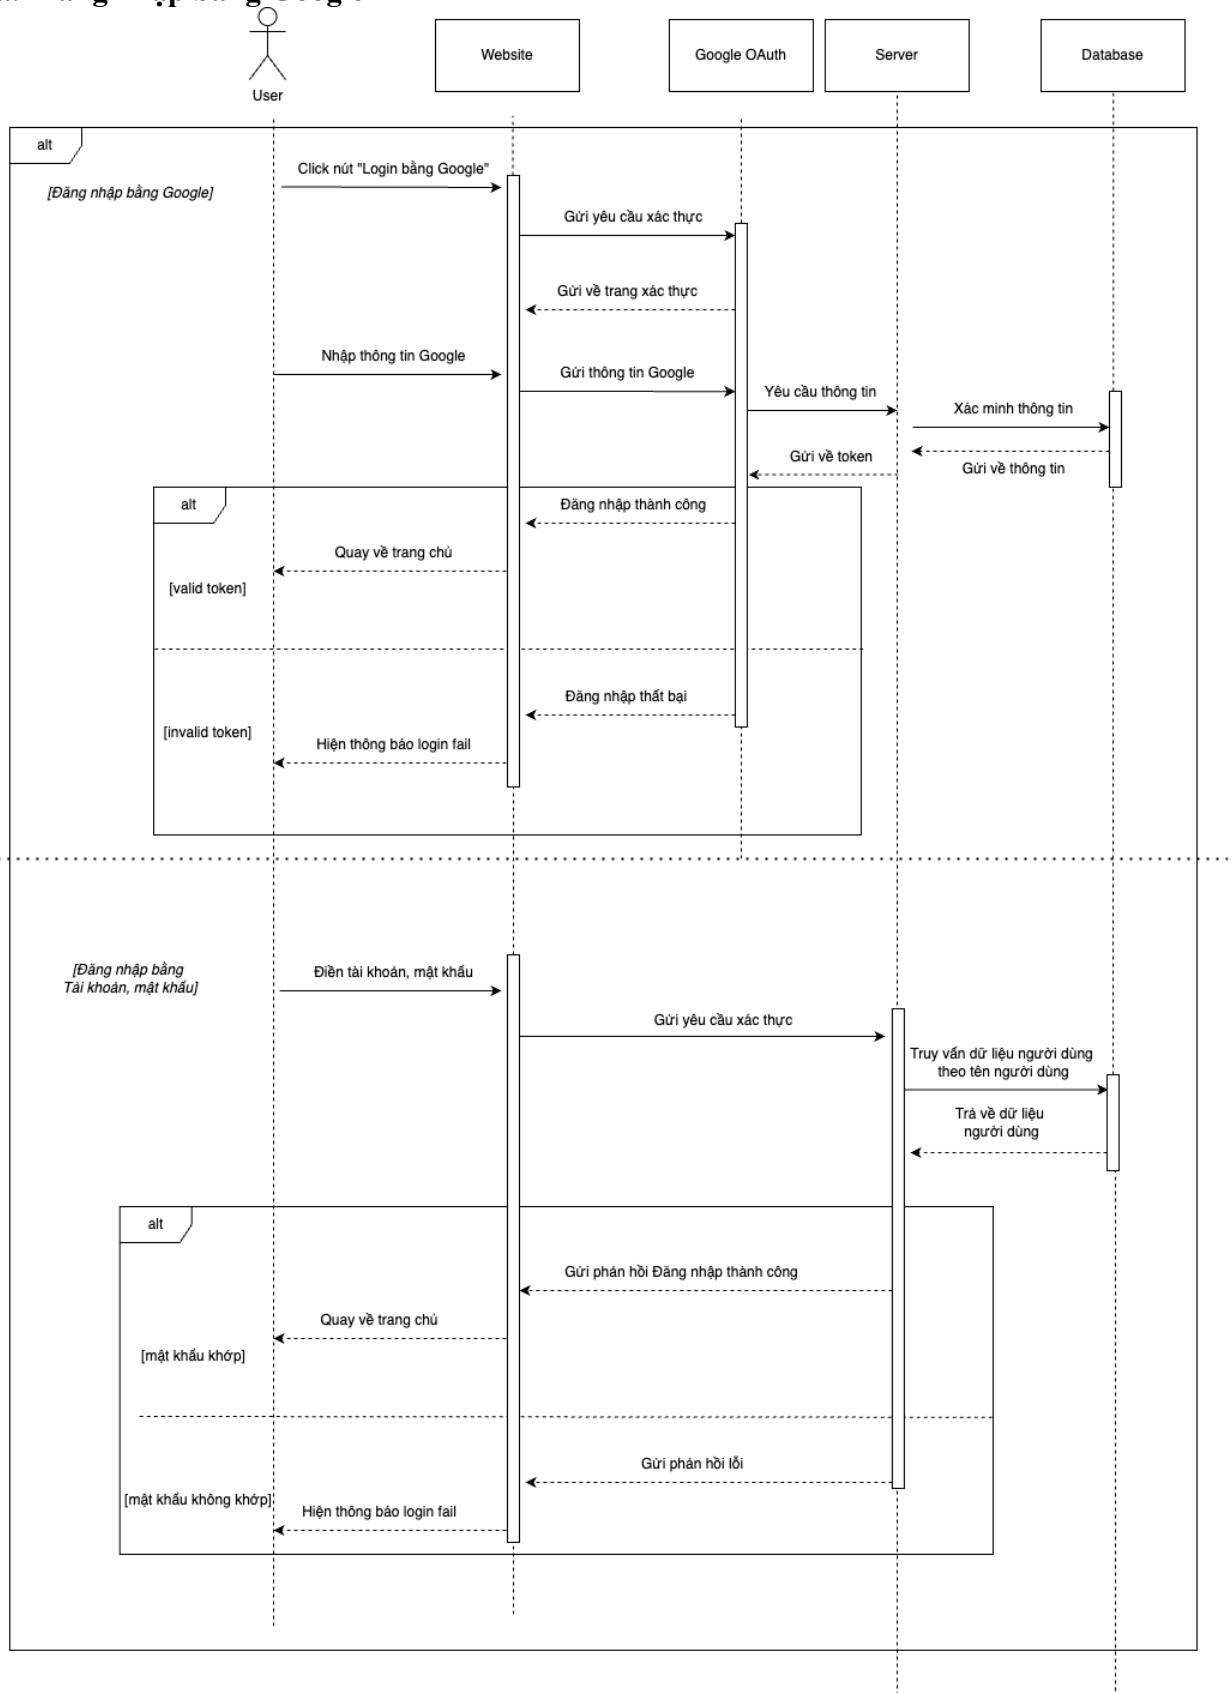 User
Website
Google OAuth
Server
Database
alt
[Đăng nhập bằng Google]
Click nút "Login bằng Google"
Gửi yêu cầu xác thực
Gửi về trang xác thực
Nhập thông tin Google
Gửi thông tin Google
Yêu cầu thông tin
Xác minh thông tin
Gửi về token
Gửi về thông tin
alt
Đăng nhập thành công
Quay về trang chủ
[valid token]
Đăng nhập thất bại
[invalid token]
Hiện thông báo login fail
[Đăng nhập bằng
Tài khoản, mật khẩu]
Điền tài khoản, mật khẩu
Gửi yêu cầu xác thực
Truy vấn dữ liệu người dùng
theo tên người dùng
Trả về dữ liệu
người dùng
alt
Gửi phản hồi Đăng nhập thành công
Quay về trang chủ
[mật khẩu khớp]
Gửi phản hồi lỗi
[mật khẩu không khớp]
Hiện thông báo login fail